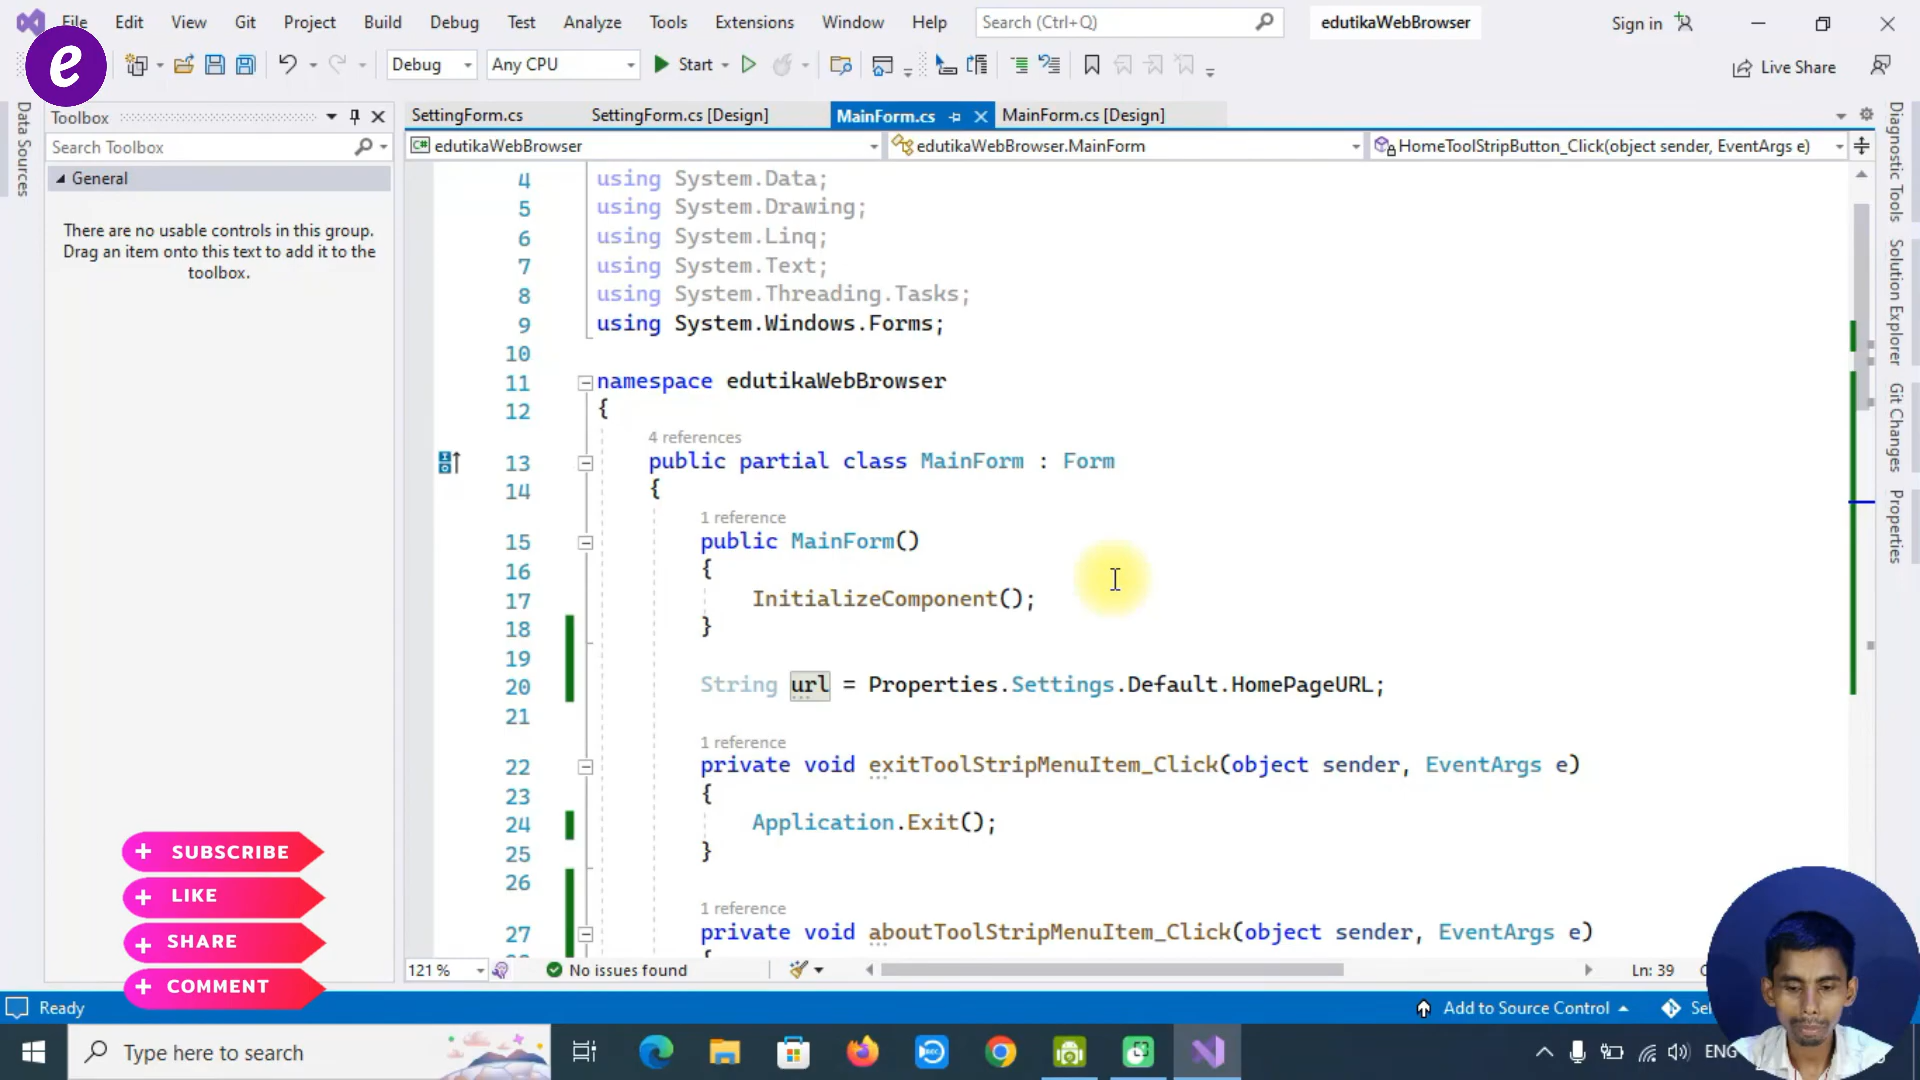 File Edit View Git Project Build Debug Test Analyze Tools Extensions Window Help Search (Ctrl+Q) edutikaWebBrowser Sign in
e
Debug Any CPU Start Live Share
Data Sources
Toolbox
Search Toolbox
General
There are no usable controls in this group. Drag an item onto this text to add it to the toolbox.
SettingForm.cs SettingForm.cs [Design] MainForm.cs MainForm.cs [Design]
edutikaWebBrowser edutikaWebBrowser.MainForm HomeToolStripButton_Click(object sender, EventArgs e)
4 using System.Data;
5 using System.Drawing;
6 using System.Linq;
7 using System.Text;
8 using System.Threading.Tasks;
9 using System.Windows.Forms;
10
11 namespace edutikaWebBrowser
12 {
4 references
13 public partial class MainForm : Form
14 {
1 reference
15 public MainForm()
16 {
17 InitializeComponent();
18 }
19
20 String url = Properties.Settings.Default.HomePageURL;
21
1 reference
22 private void exitToolStripMenuItem_Click(object sender, EventArgs e)
23 {
24 Application.Exit();
25 }
26
1 reference
27 private void aboutToolStripMenuItem_Click(object sender, EventArgs e)
Diagnostic Tools
Solution Explorer
Git Changes
Properties
+ SUBSCRIBE
+ LIKE
+ SHARE
+ COMMENT
121 % No issues found Ln: 39
Ready Add to Source Control
Type here to search
REC
ENG